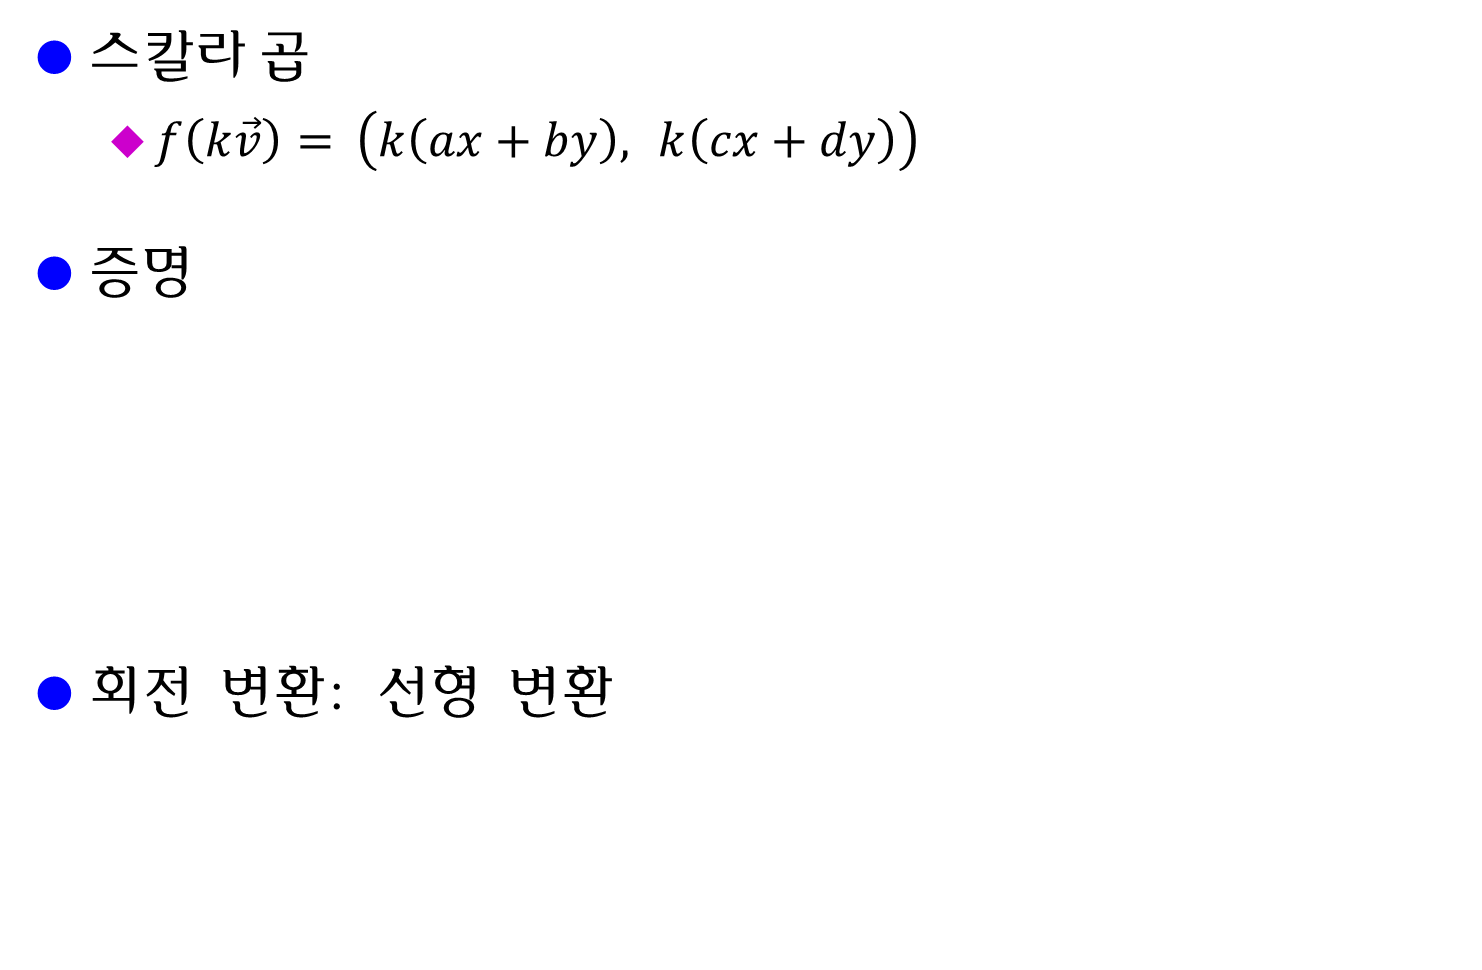 ● 스칼라 곱
◆ f(kv⃗) = (k(ax + by), k(cx + dy))
● 증명
● 회전 변환: 선형 변환